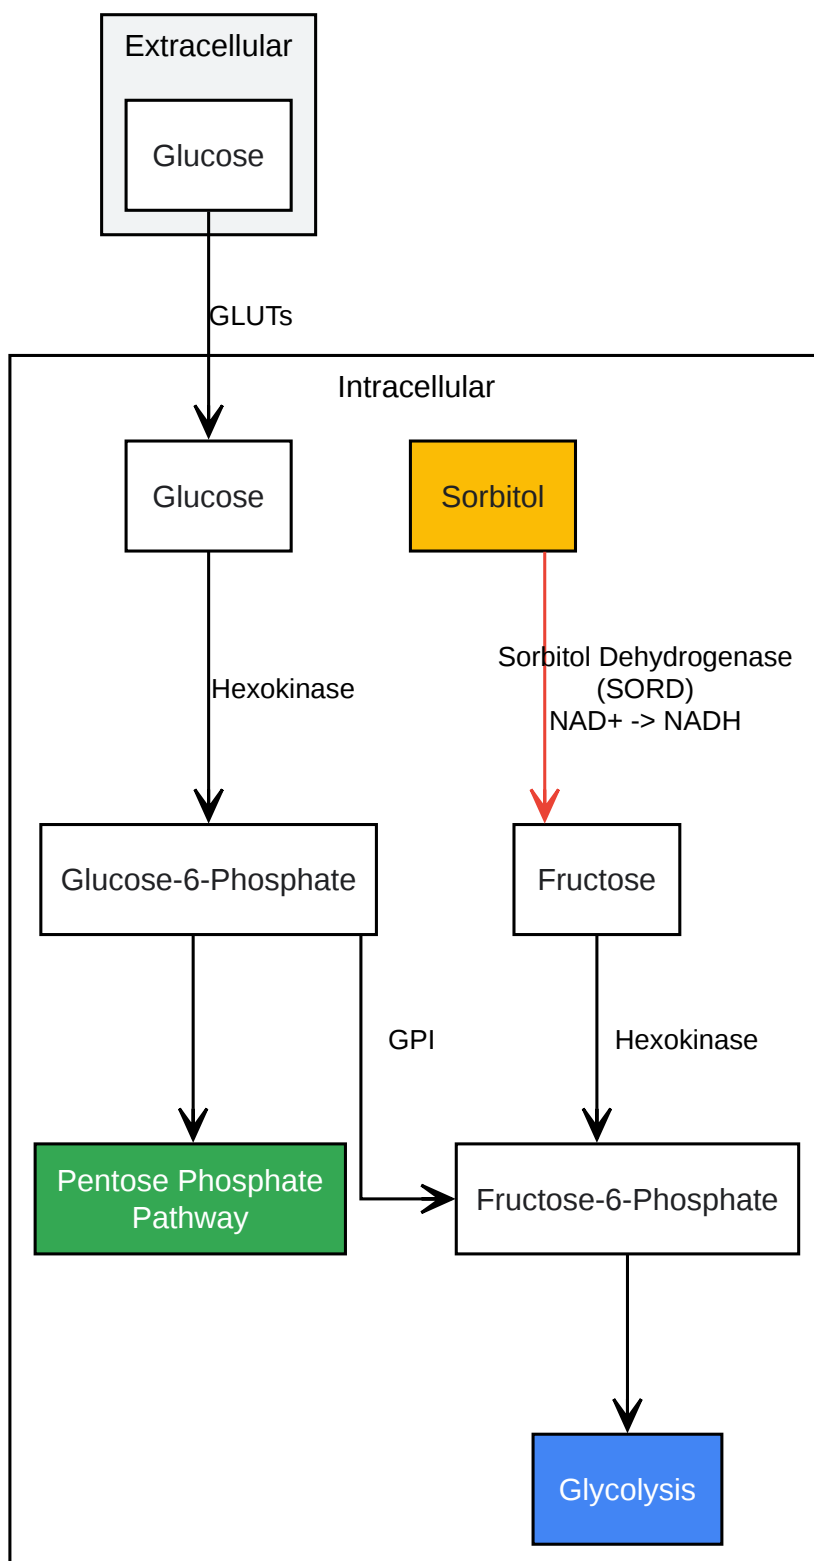 Extracellular
Glucose
GLUTs
Intracellular
Glucose
Sorbitol
Hexokinase
Sorbitol Dehydrogenase
(SORD)
NAD+ -> NADH
Glucose-6-Phosphate
Fructose
GPI
Hexokinase
Pentose Phosphate
Pathway
Fructose-6-Phosphate
Glycolysis